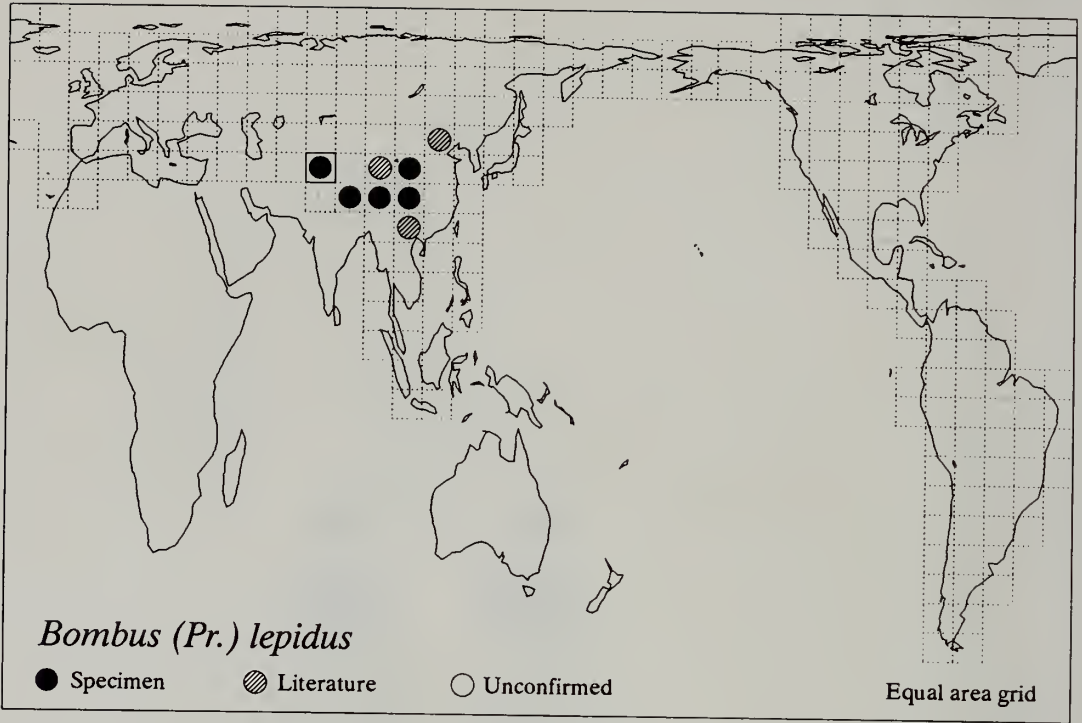 Bombus (Pr.) lepidus
Specimen Literature Unconfirmed
Equal area grid